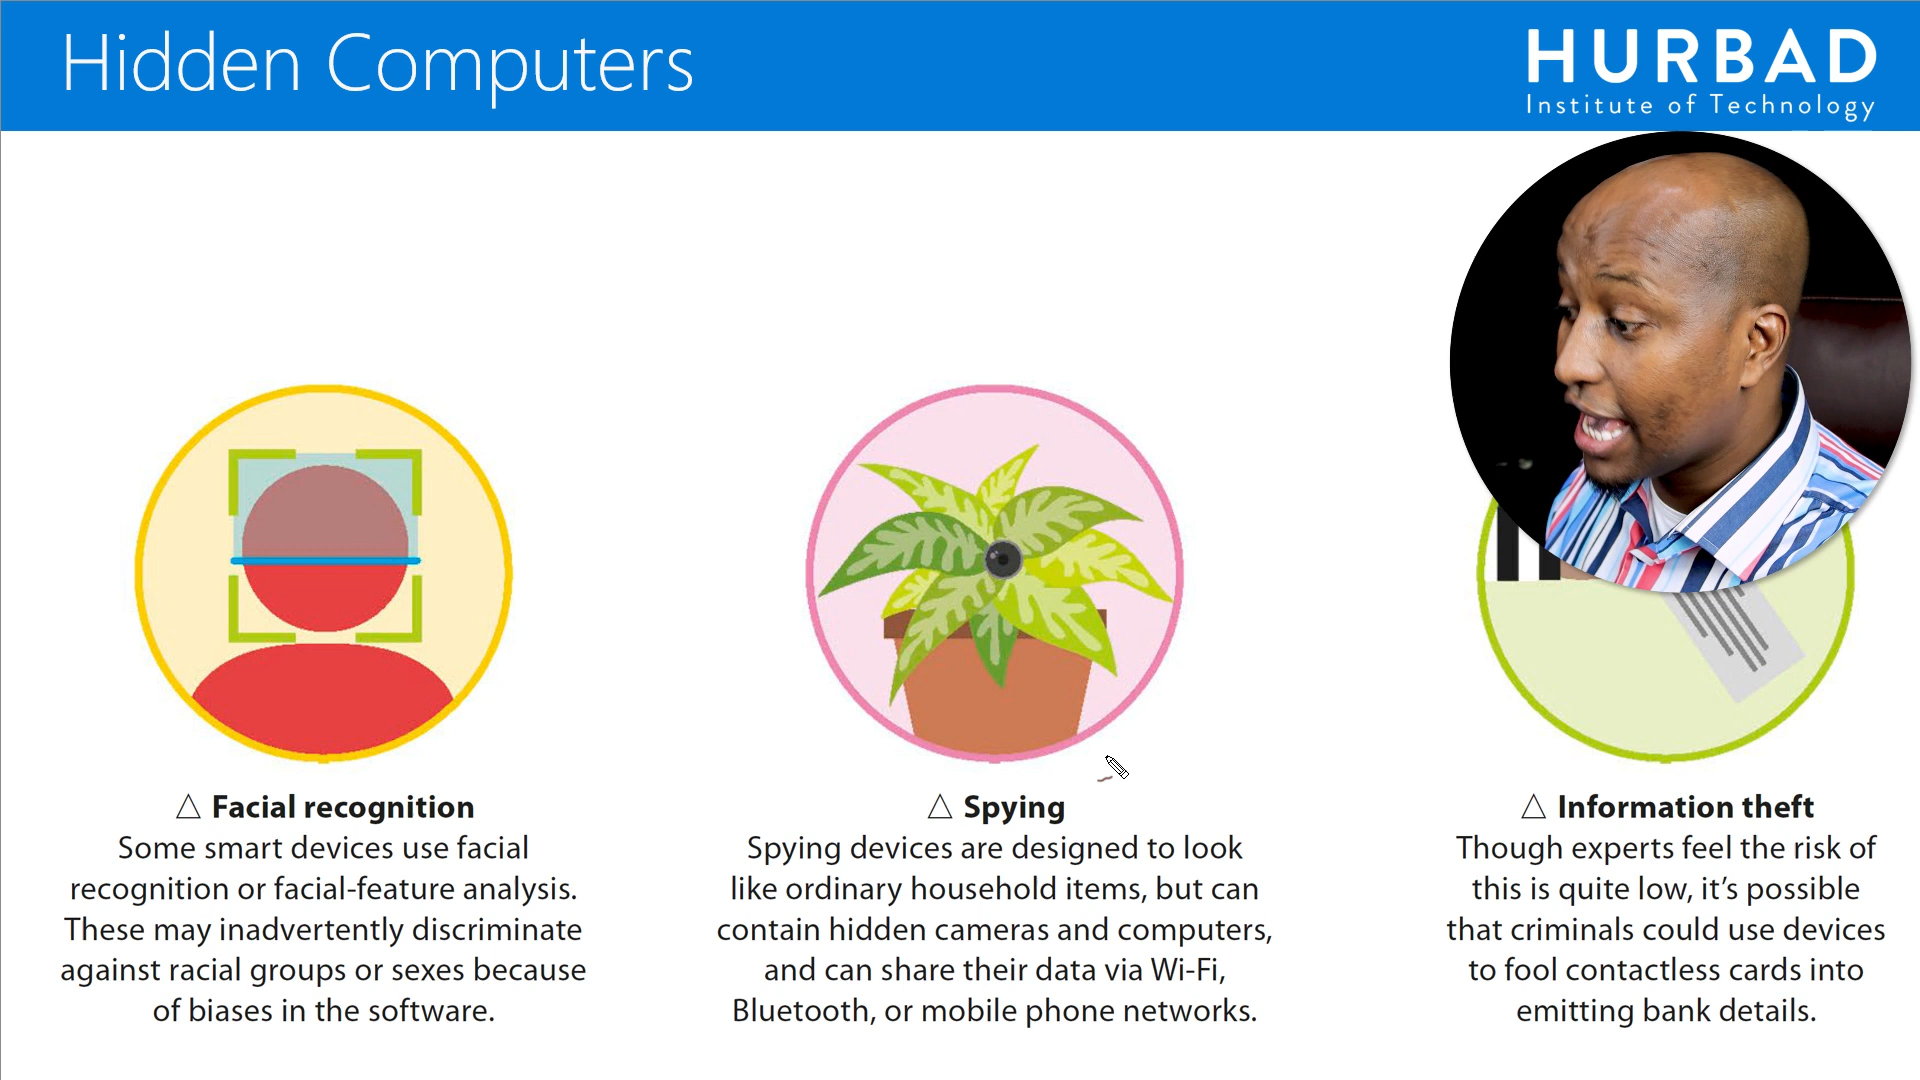 Hidden Computers
HURBAD
Institute of Technology
△ Facial recognition
Some smart devices use facial
recognition or facial-feature analysis.
These may inadvertently discriminate
against racial groups or sexes because
of biases in the software.
△ Spying
Spying devices are designed to look
like ordinary household items, but can
contain hidden cameras and computers,
and can share their data via Wi-Fi,
Bluetooth, or mobile phone networks.
△ Information theft
Though experts feel the risk of
this is quite low, it’s possible
that criminals could use devices
to fool contactless cards into
emitting bank details.